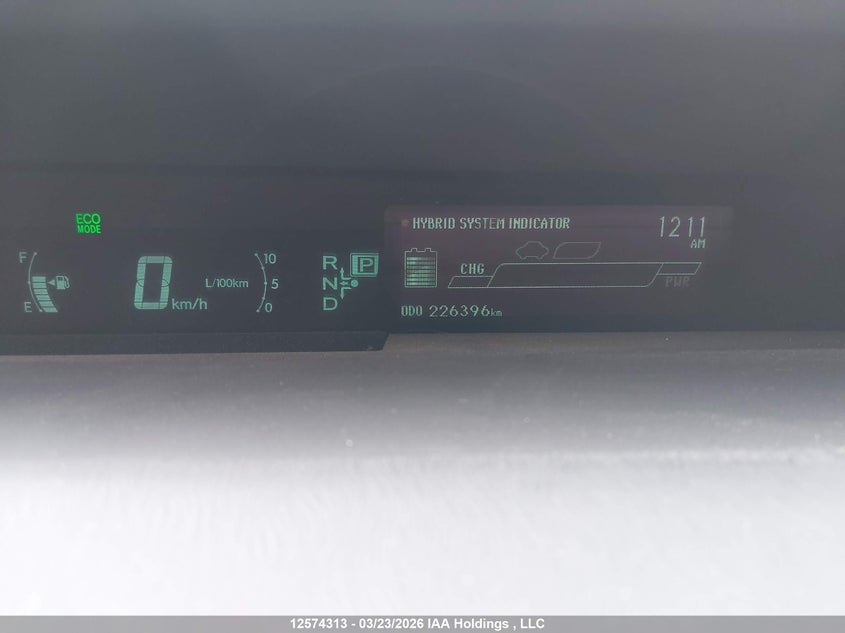 ECO
MODE
HYBRID SYSTEM INDICATOR
1211
AM
F
E
0
km/h
L/100km
10
5
0
R
P
N
D
CHG
PWR
ODO 226396km
12574313 - 03/23/2026 IAA Holdings , LLC